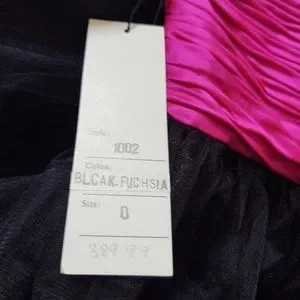 Style:
1002
Color:
BLCAK.FUCHSIA
Size:
0
389 99